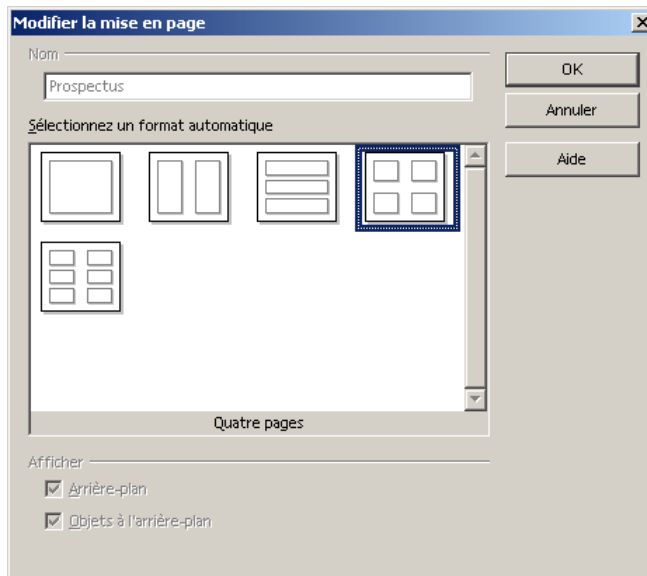 Modifier la mise en page
Nom
Prospectus
OK
Annuler
Aide
Sélectionnez un format automatique
Quatre pages
Afficher
Arrière-plan
Objets à l'arrière-plan